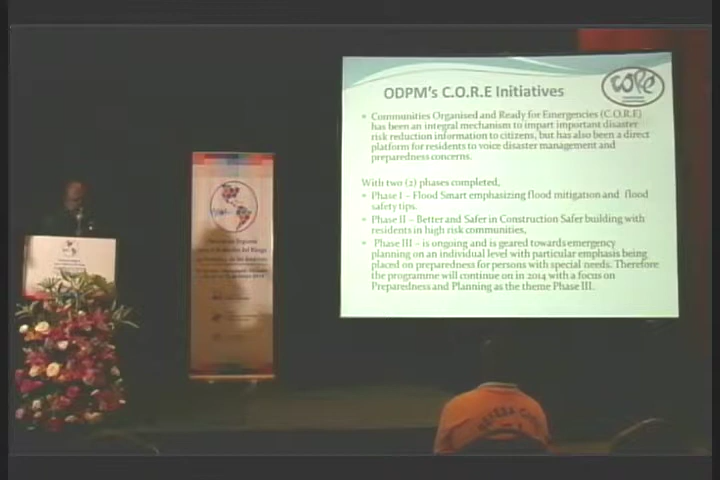 ODPM's C.O.R.E Initiatives
CORE
Communities Organised and Ready for Emergencies (C.O.R.E)
has been an integral mechanism to impart important disaster
risk reduction information to citizens, but has also been a direct
platform for residents to voice disaster management and
preparedness concerns.
With two (2) phases completed,
Phase I – Flood Smart emphasizing flood mitigation and flood
safety tips.
Phase II – Better and Safer in Construction Safer building with
residents in high risk communities,
Phase III – is ongoing and is geared towards emergency
planning on an individual level with particular emphasis being
placed on preparedness for persons with special needs. Therefore
the programme will continue on in 2014 with a focus on
Preparedness and Planning as the theme Phase III.